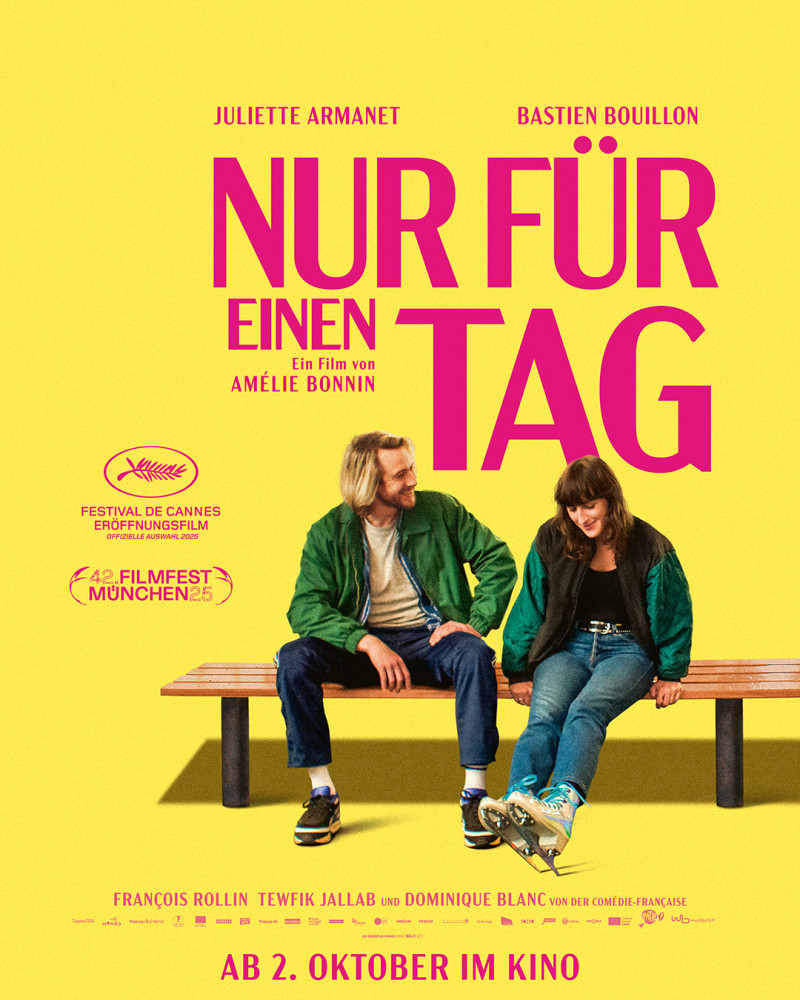 JULIETTE ARMANET BASTIEN BOUILLON
NUR FÜR
EINEN TAG
Ein Film von
AMÉLIE BONNIN
FESTIVAL DE CANNES
ERÖFFNUNGSFILM
OFFIZIELLE AUSWAHL 2025
42. FILMFEST
MÜNCHEN25
FRANÇOIS ROLLIN TEWFIK JALLAB UND DOMINIQUE BLANC VON DER COMÉDIE-FRANÇAISE
AB 2. OKTOBER IM KINO